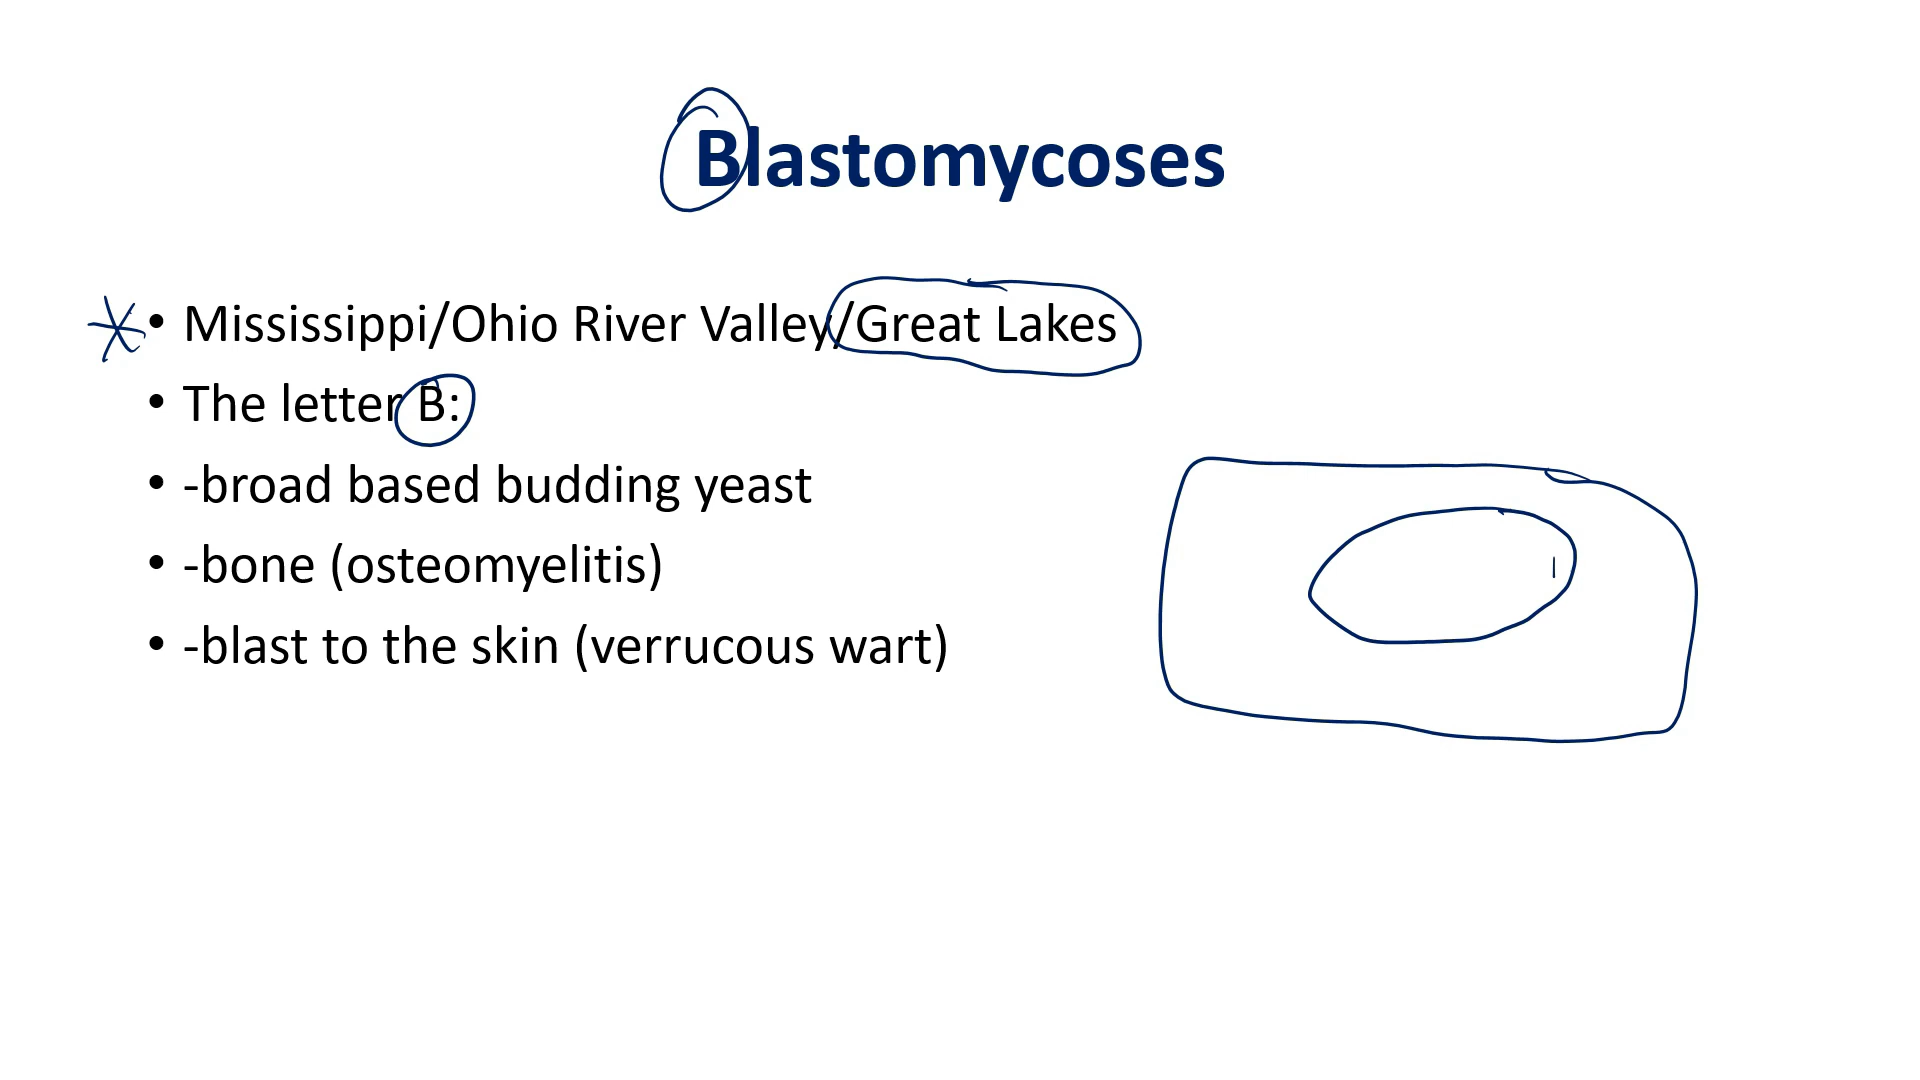 Blastomycoses
• Mississippi/Ohio River Valley/Great Lakes
• The letter B:
• -broad based budding yeast
• -bone (osteomyelitis)
• -blast to the skin (verrucous wart)